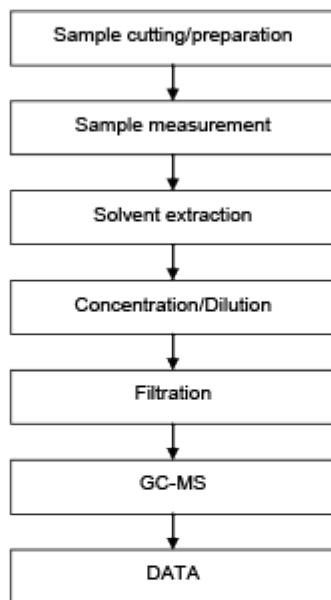 Sample cutting/preparation
Sample measurement
Solvent extraction
Concentration/Dilution
Filtration
GC-MS
DATA